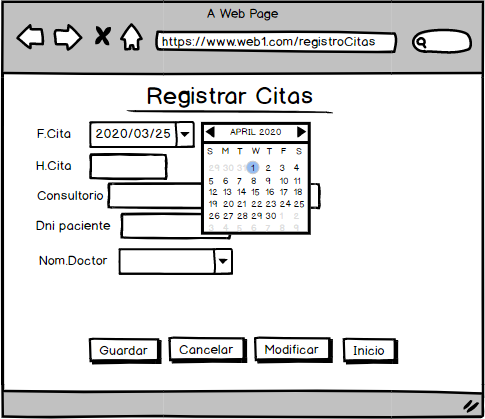 A Web Page
https://www.web1.com/registroCitas
Registrar Citas
F.Cita
2020/03/25
APRIL 2020
S M T W T F S
29 30 31 1 2 3 4
5 6 7 8 9 10 11
12 13 14 15 16 17 18
19 20 21 22 23 24 25
26 27 28 29 30 1 2
3 4 5 6 7 8 9
H.Cita
Consultorio
Dni paciente
Nom.Doctor
Guardar
Cancelar
Modificar
Inicio